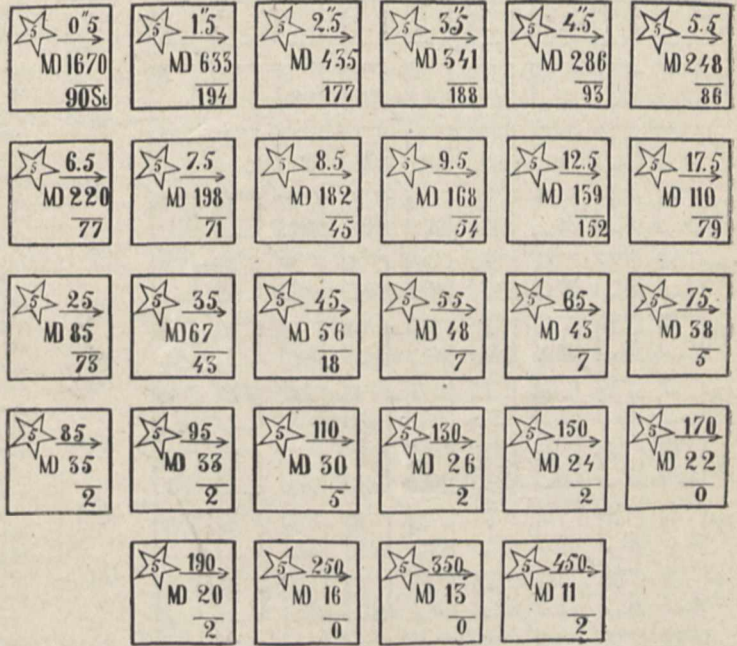 5 0"5
MD 1670
90 St
5 1."5
MD 633
194
5 2."5
MD 435
177
5 3."5
MD 341
188
5 4."5
MD 286
93
5 5.5
MD 248
86
5 6.5
MD 220
77
5 7.5
MD 198
71
5 8.5
MD 182
45
5 9.5
MD 168
54
5 12.5
MD 139
152
5 17.5
MD 110
79
5 25
MD 85
73
5 35
MD 67
43
5 45
MD 56
18
5 55
MD 48
7
5 65
MD 43
7
5 75
MD 38
5
5 85
MD 35
2
5 95
MD 33
2
5 110
MD 30
5
5 130
MD 26
2
5 150
MD 24
2
5 170
MD 22
0
5 190
MD 20
2
5 250
MD 16
0
5 350
MD 13
0
5 450
MD 11
2